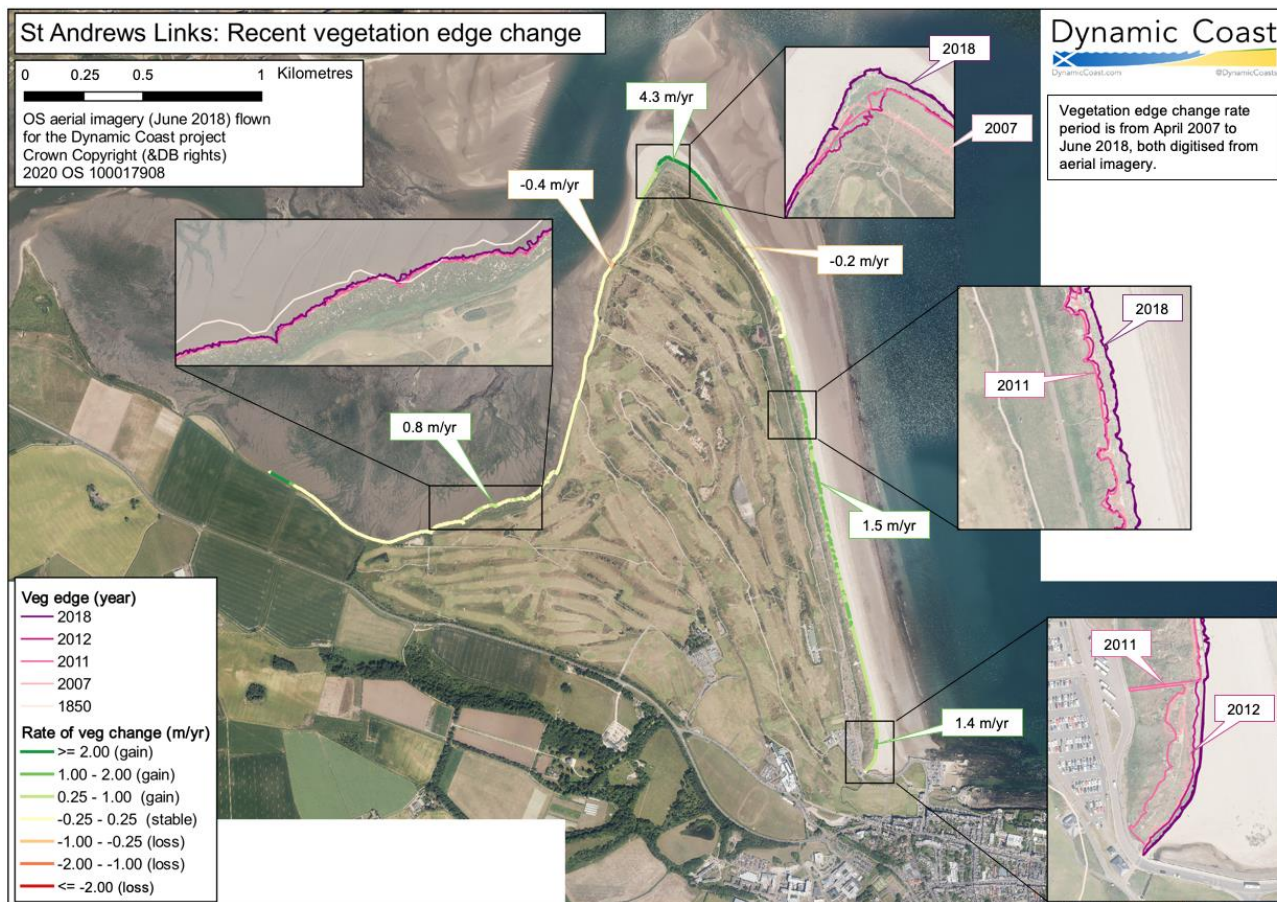 St Andrews Links: Recent vegetation edge change
0 0.25 0.5 1 Kilometres
OS aerial imagery (June 2018) flown
for the Dynamic Coast project
Crown Copyright (&DB rights)
2020 OS 100017908
Dynamic Coast
DynamicCoast.com @DynamicCoasts
Vegetation edge change rate
period is from April 2007 to
June 2018, both digitised from
aerial imagery.
4.3 m/yr
2018
2007
-0.4 m/yr
-0.2 m/yr
2018
2011
0.8 m/yr
1.5 m/yr
2011
2012
1.4 m/yr
Veg edge (year)
2018
2012
2011
2007
1850
Rate of veg change (m/yr)
>= 2.00 (gain)
1.00 - 2.00 (gain)
0.25 - 1.00 (gain)
-0.25 - 0.25 (stable)
-1.00 - -0.25 (loss)
-2.00 - -1.00 (loss)
<= -2.00 (loss)